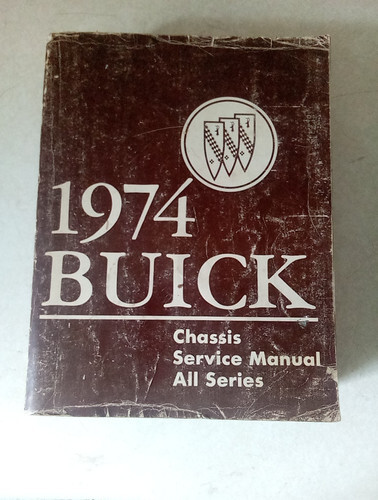 1974
BUICK
Chassis
Service Manual
All Series